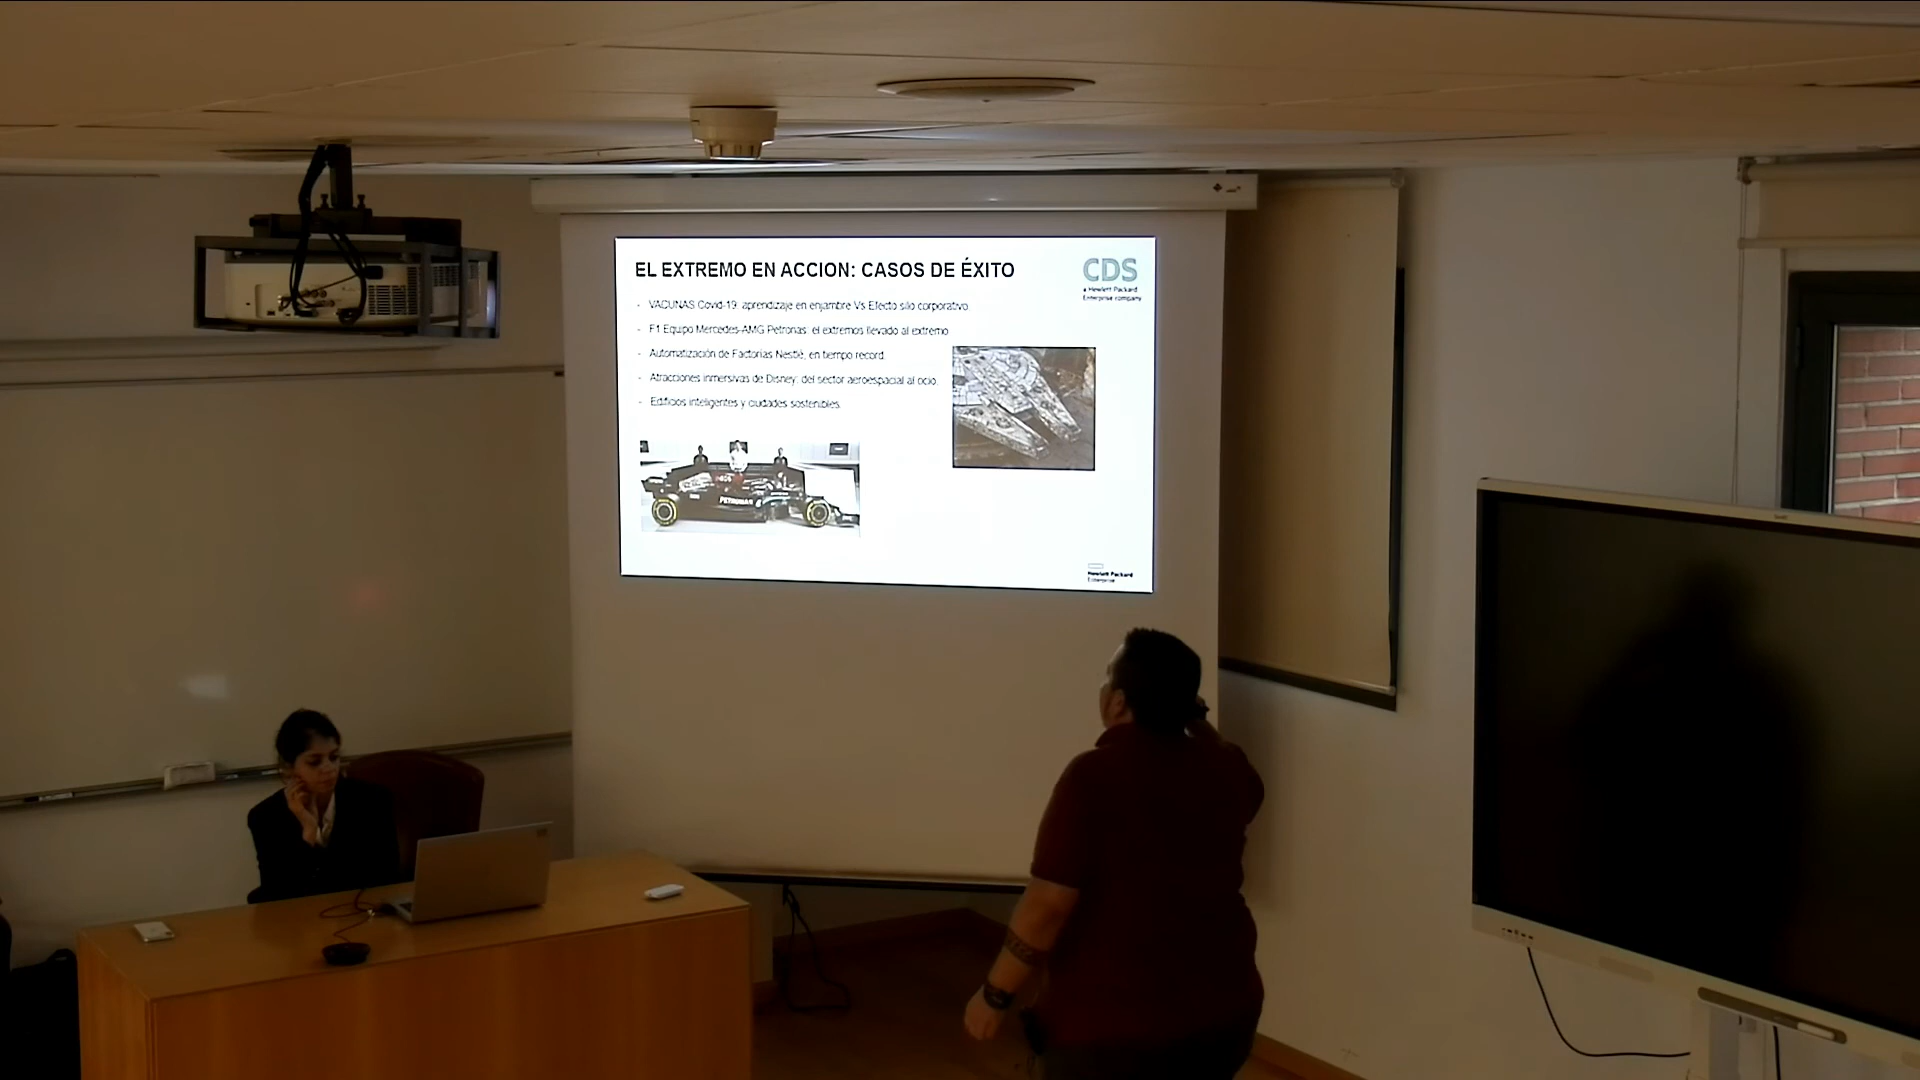 EL EXTREMO EN ACCION: CASOS DE ÉXITO
CDS
a Hewlett Packard
Enterprise company
- VACUNAS Covid-19: aprendizaje en enjambre Vs Efecto silo corporativo.
- F1 Equipo Mercedes-AMG Petronas: el extremos llevado al extremo.
- Automatización de Factorías Nestlé, en tiempo record.
- Atracciones inmersivas de Disney: del sector aeroespacial al ocio.
- Edificios inteligentes y ciudades sostenibles.
PETRONAS
Hewlett Packard
Enterprise